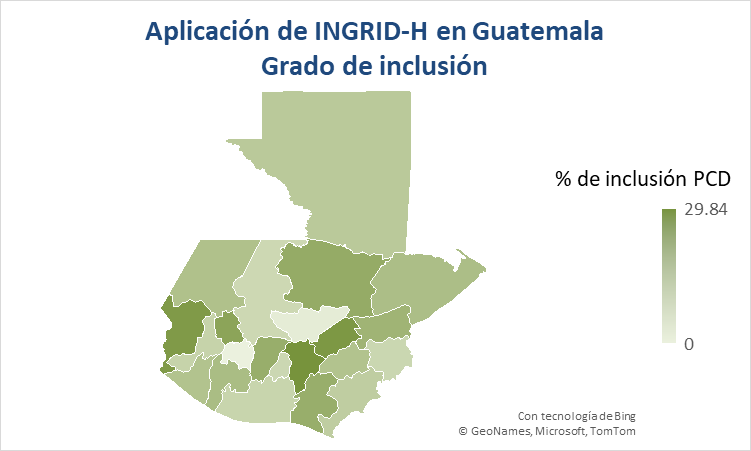 Aplicación de INGRID-H en Guatemala
Grado de inclusión
% de inclusión PCD
29.84
0
Con tecnología de Bing
© GeoNames, Microsoft, TomTom